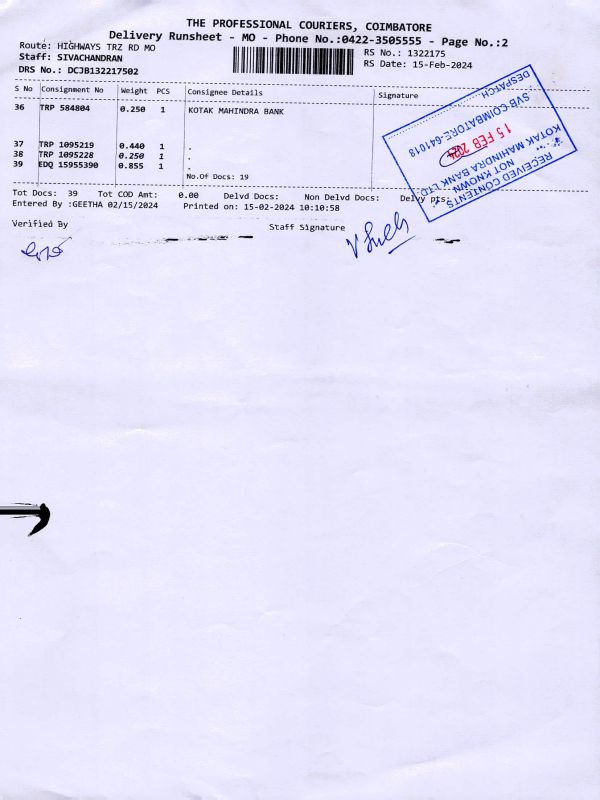 THE PROFESSIONAL COURIERS, COIMBATORE
Delivery Runsheet - MO - Phone No.:0422-3505555 - Page No.:2
Route: HIGHWAYS TRZ RD MO
RS No.: 1322175
Staff: SIVACHANDRAN
RS Date: 15-Feb-2024
DRS No.: DCJB132217502
S No Consignment No Weight PCS Consignee Details Signature
36 TRP 584804 0.250 1 KOTAK MAHINDRA BANK
37 TRP 1095219 0.440 1 .
38 TRP 1095228 0.250 1 .
39 EDQ 15955390 0.855 1 .
No.Of Docs: 19
Tot Docs: 39 Tot COD Amt: 0.00 Delvd Docs: Non Delvd Docs: Delvy pts:
Entered By :GEETHA 02/15/2024 Printed on: 15-02-2024 10:10:58
Verified By Staff Signature
RECEIVED CONTENTS
NOT KNOWN
KOTAK MAHINDRA BANK LTD.
15 FEB 2024
SVB-COIMBATORE-641018
DESPATCH